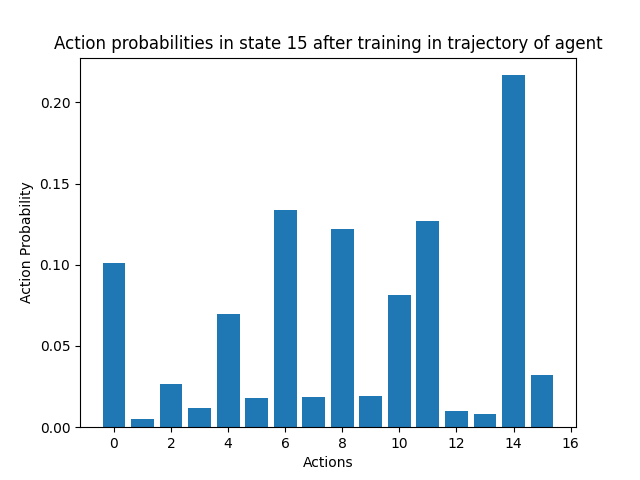 Action probabilities in state 15 after training in trajectory of agent
0.20
0.15
0.10
0.05
0.00
Action Probability
0 2 4 6 8 10 12 14 16
Actions